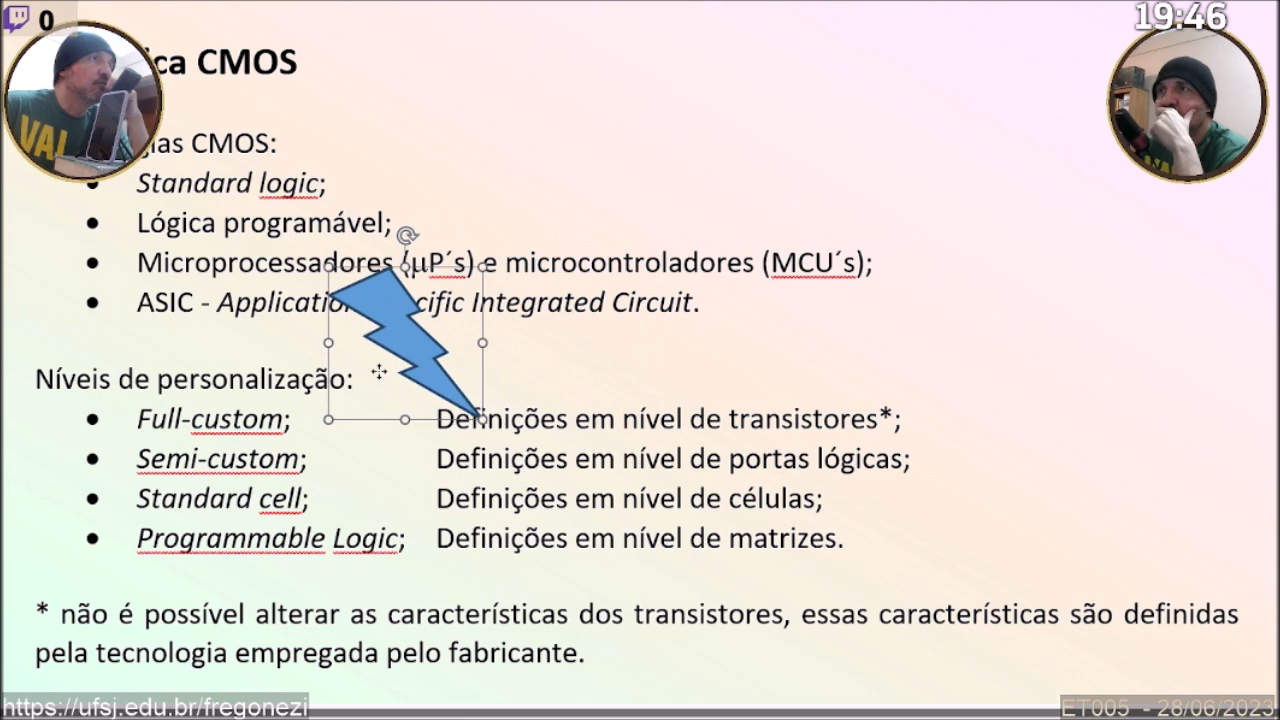 0
19:46
ca CMOS
gias CMOS:
• Standard logic;
• Lógica programável;
• Microprocessadores (μP´s) e microcontroladores (MCU´s);
• ASIC - Application cific Integrated Circuit.
Níveis de personalização:
• Full-custom; Definições em nível de transistores*;
• Semi-custom; Definições em nível de portas lógicas;
• Standard cell; Definições em nível de células;
• Programmable Logic; Definições em nível de matrizes.
* não é possível alterar as características dos transistores, essas características são definidas
pela tecnologia empregada pelo fabricante.
https://ufsj.edu.br/fregonezi
ET005 - 28/06/2023